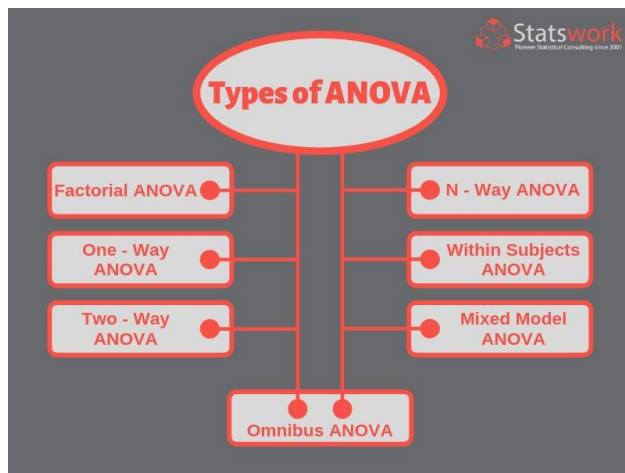 Statswork
Pioneer Statistical Consulting since 2001
Types of ANOVA
Factorial ANOVA
One - Way
ANOVA
Two - Way
ANOVA
N - Way ANOVA
Within Subjects
ANOVA
Mixed Model
ANOVA
Omnibus ANOVA